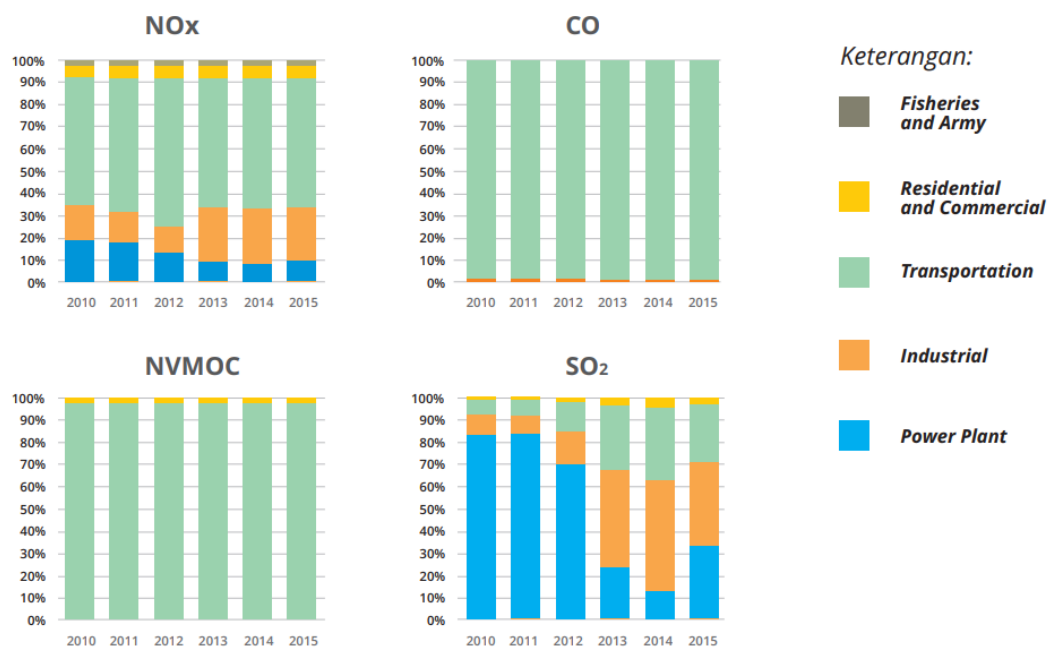 NOx
100%
90%
80%
70%
60%
50%
40%
30%
20%
10%
0%
2010 2011 2012 2013 2014 2015
CO
100%
90%
80%
70%
60%
50%
40%
30%
20%
10%
0%
2010 2011 2012 2013 2014 2015
NVMOC
100%
90%
80%
70%
60%
50%
40%
30%
20%
10%
0%
2010 2011 2012 2013 2014 2015
SO₂
100%
90%
80%
70%
60%
50%
40%
30%
20%
10%
0%
2010 2011 2012 2013 2014 2015
Keterangan:
Fisheries
and Army
Residential
and Commercial
Transportation
Industrial
Power Plant